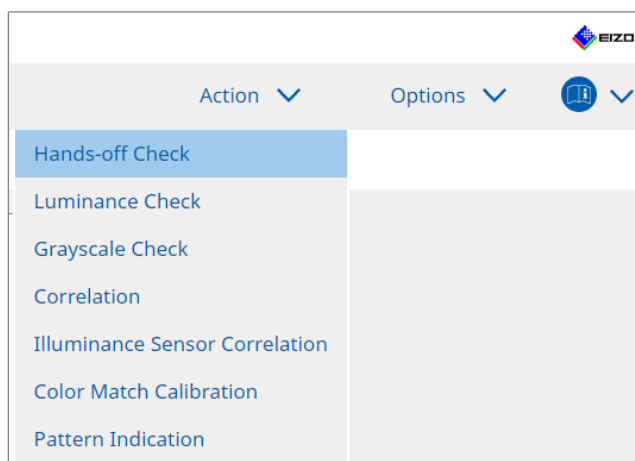 EIZO
Action
Options
Hands-off Check
Luminance Check
Grayscale Check
Correlation
Illuminance Sensor Correlation
Color Match Calibration
Pattern Indication